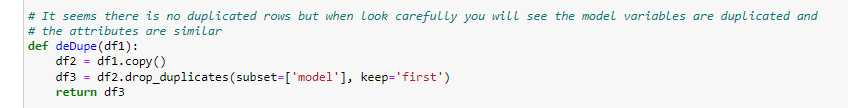 # It seems there is no duplicated rows but when look carefully you will see the model variables are duplicated and
# the attributes are similar
def deDupe(df1):
    df2 = df1.copy()
    df3 = df2.drop_duplicates(subset=['model'], keep='first')
    return df3